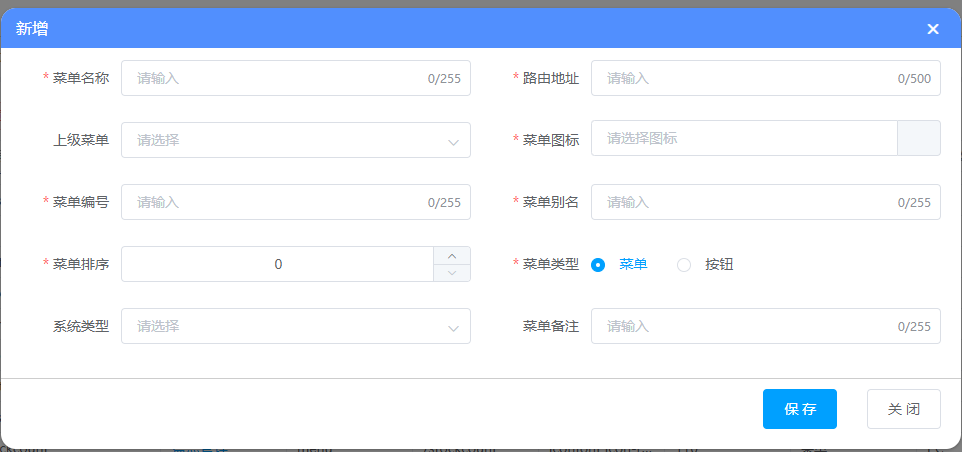 新增
* 菜单名称 请输入 0/255 * 路由地址 请输入 0/500
上级菜单 请选择 * 菜单图标 请选择图标
* 菜单编号 请输入 0/255 * 菜单别名 请输入 0/255
* 菜单排序 0 * 菜单类型 菜单 按钮
系统类型 请选择 菜单备注 请输入 0/255
保 存 关 闭